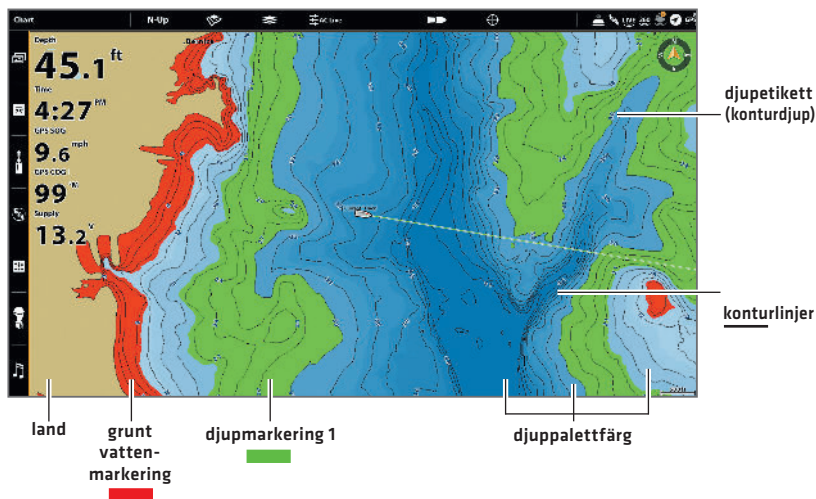 Chart
N-Up
Depth
45.1 ft
Time
4:27 PM
GPS SOG
9.6 mph
GPS COG
99 °M
Supply
13.2 V
djupetikett
(konturdjup)
konturlinjer
land
grunt
vatten-
markering
djupmarkering 1
djuppalettfärg